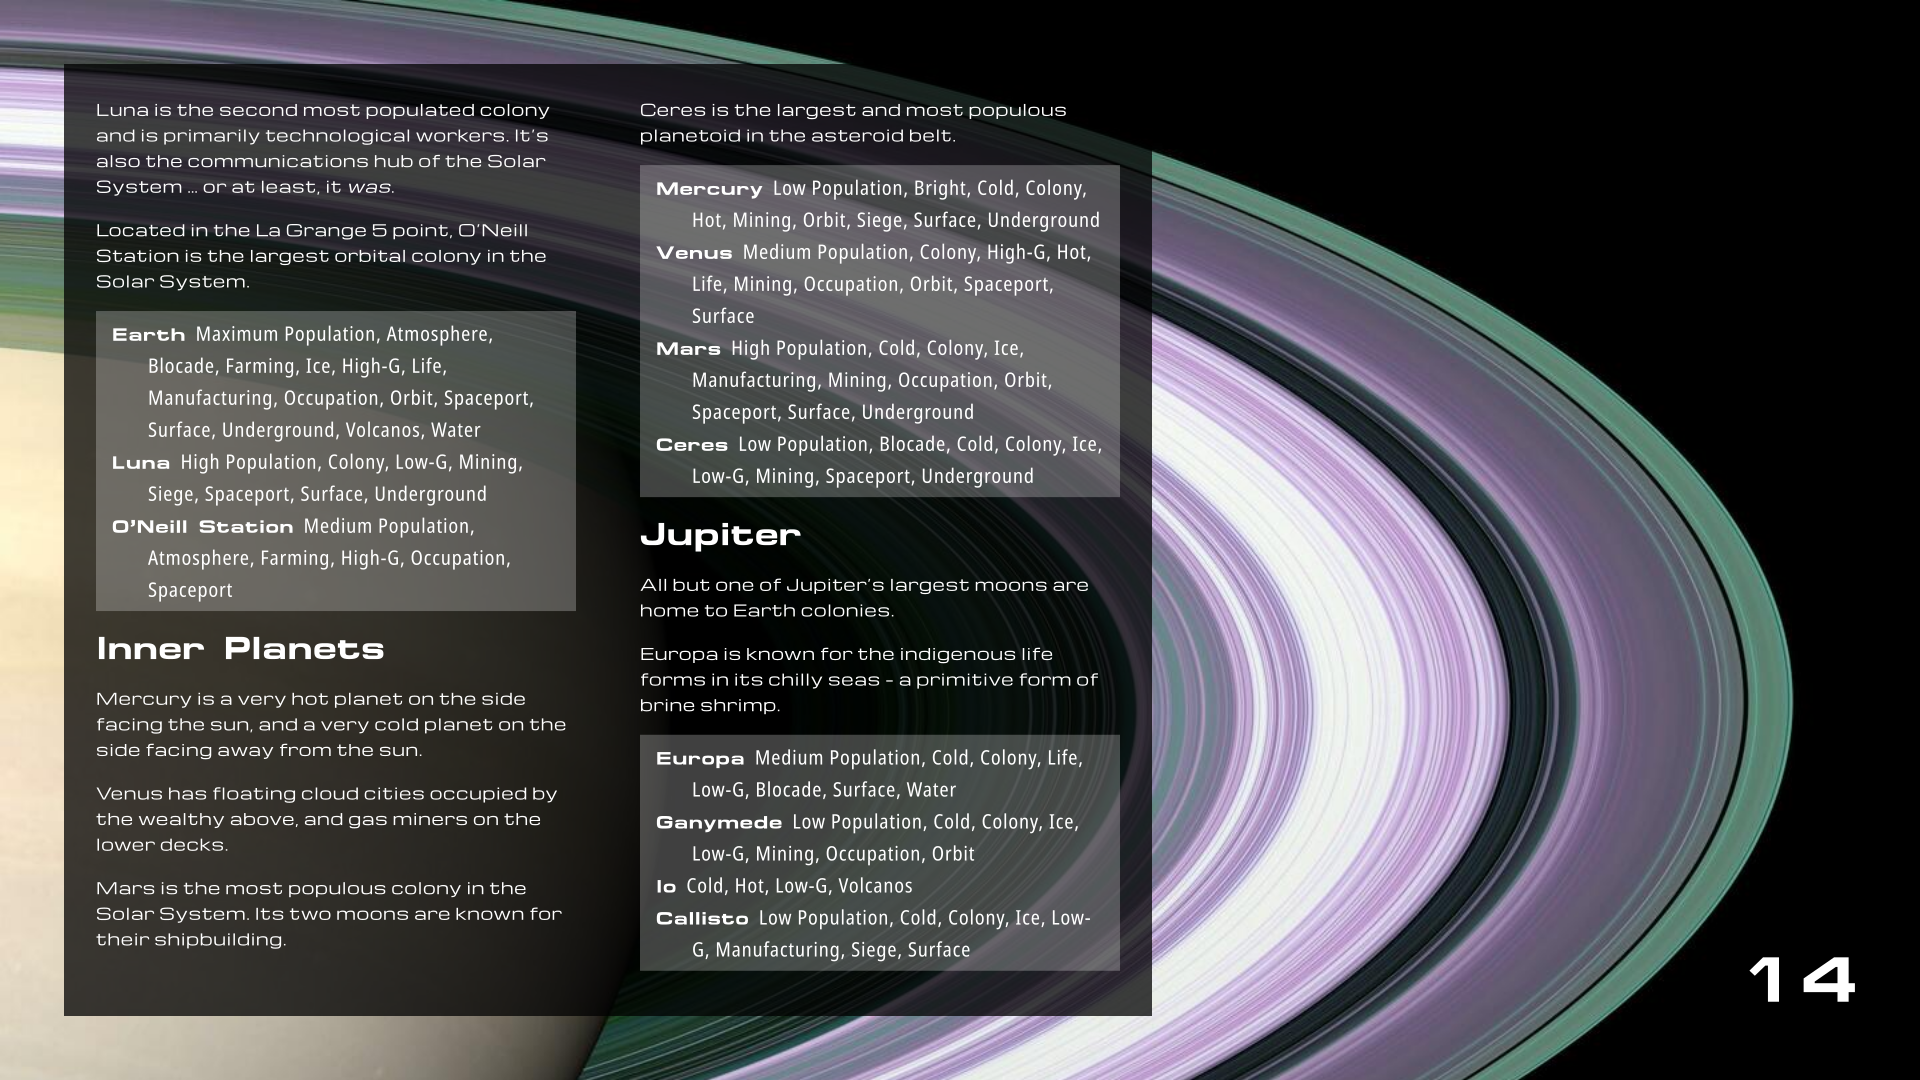 Luna is the second most populated colony
and is primarily technological workers. It's
also the communications hub of the Solar
System ... or at least, it was.
Located in the La Grange 5 point, O'Neill
Station is the largest orbital colony in the
Solar System.
Earth Maximum Population, Atmosphere,
Blocade, Farming, Ice, High-G, Life,
Manufacturing, Occupation, Orbit, Spaceport,
Surface, Underground, Volcanos, Water
Luna High Population, Colony, Low-G, Mining,
Siege, Spaceport, Surface, Underground
O'Neill Station Medium Population,
Atmosphere, Farming, High-G, Occupation,
Spaceport
Inner Planets
Mercury is a very hot planet on the side
facing the sun, and a very cold planet on the
side facing away from the sun.
Venus has floating cloud cities occupied by
the wealthy above, and gas miners on the
lower decks.
Mars is the most populous colony in the
Solar System. Its two moons are known for
their shipbuilding.
Ceres is the largest and most populous
planetoid in the asteroid belt.
Mercury Low Population, Bright, Cold, Colony,
Hot, Mining, Orbit, Siege, Surface, Underground
Venus Medium Population, Colony, High-G, Hot,
Life, Mining, Occupation, Orbit, Spaceport,
Surface
Mars High Population, Cold, Colony, Ice,
Manufacturing, Mining, Occupation, Orbit,
Spaceport, Surface, Underground
Ceres Low Population, Blocade, Cold, Colony, Ice,
Low-G, Mining, Spaceport, Underground
Jupiter
All but one of Jupiter's largest moons are
home to Earth colonies.
Europa is known for the indigenous life
forms in its chilly seas - a primitive form of
brine shrimp.
Europa Medium Population, Cold, Colony, Life,
Low-G, Blocade, Surface, Water
Ganymede Low Population, Cold, Colony, Ice,
Low-G, Mining, Occupation, Orbit
Io Cold, Hot, Low-G, Volcanos
Callisto Low Population, Cold, Colony, Ice, Low-
G, Manufacturing, Siege, Surface
14